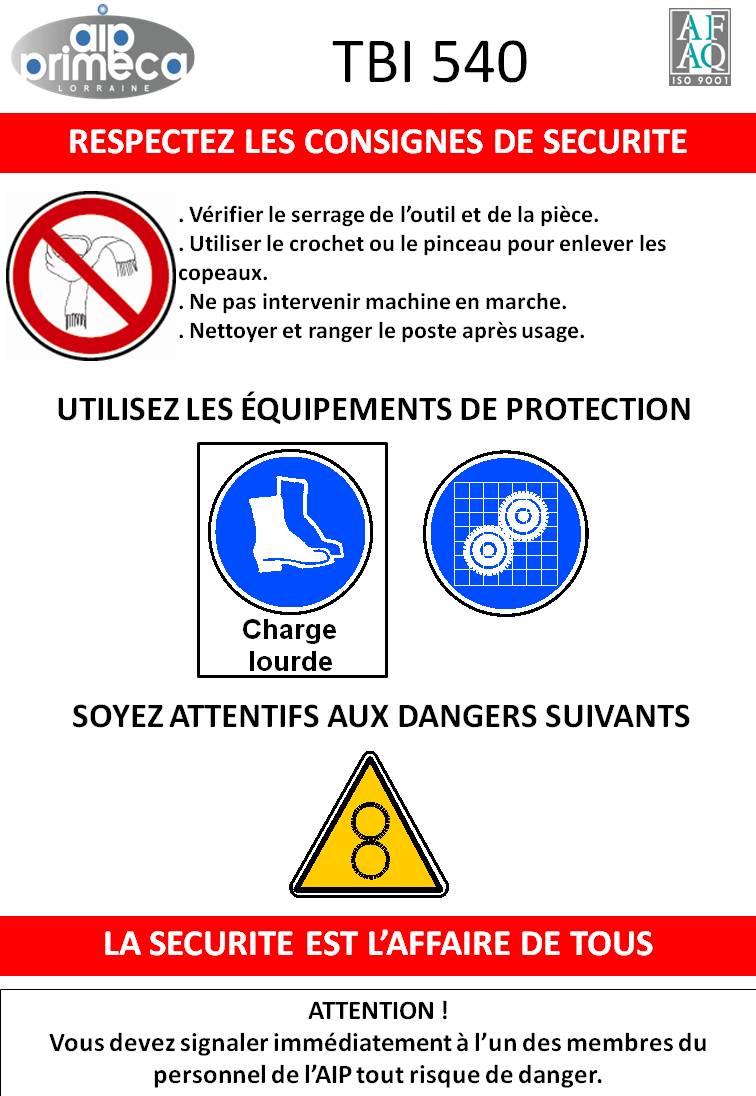 aip
primeca
LORRAINE
TBI 540
AF
AQ
ISO 9001
RESPECTEZ LES CONSIGNES DE SECURITE
. Vérifier le serrage de l’outil et de la pièce.
. Utiliser le crochet ou le pinceau pour enlever les
copeaux.
. Ne pas intervenir machine en marche.
. Nettoyer et ranger le poste après usage.
UTILISEZ LES ÉQUIPEMENTS DE PROTECTION
Charge
lourde
SOYEZ ATTENTIFS AUX DANGERS SUIVANTS
LA SECURITE EST L’AFFAIRE DE TOUS
ATTENTION !
Vous devez signaler immédiatement à l’un des membres du
personnel de l’AIP tout risque de danger.